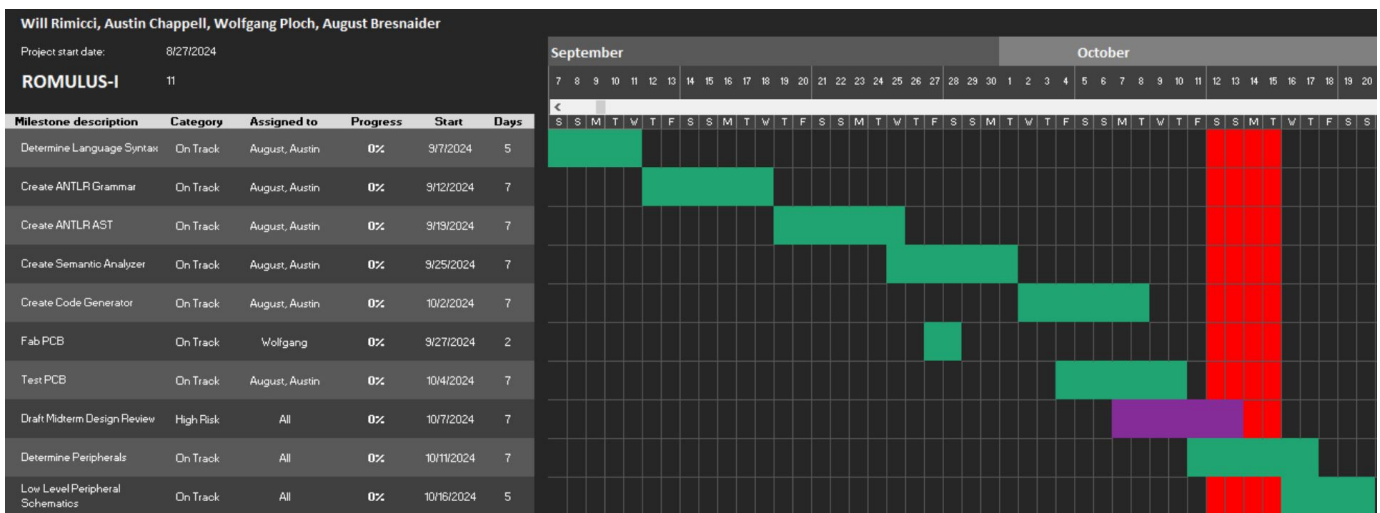 Will Rimicci, Austin Chappell, Wolfgang Ploch, August Bresnaider
Project start date: 8/27/2024
September October
ROMULUS-I 11
7 8 9 10 11 12 13 14 15 16 17 18 19 20 21 22 23 24 25 26 27 28 29 30 1 2 3 4 5 6 7 8 9 10 11 12 13 14 15 16 17 18 19 20
<
Milestone description Category Assigned to Progress Start Days S S M T W T F S S M T W T F S S M T W T F S S M T W T F S S M T W T F S S M T W T F S S
Determine Language Syntax On Track August, Austin 0% 9/7/2024 5
Create ANTLR Grammar On Track August, Austin 0% 9/12/2024 7
Create ANTLR AST On Track August, Austin 0% 9/19/2024 7
Create Semantic Analyzer On Track August, Austin 0% 9/25/2024 7
Create Code Generator On Track August, Austin 0% 10/2/2024 7
Fab PCB On Track Wolfgang 0% 9/27/2024 2
Test PCB On Track August, Austin 0% 10/4/2024 7
Draft Midterm Design Review High Risk All 0% 10/7/2024 7
Determine Peripherals On Track All 0% 10/11/2024 7
Low Level Peripheral
Schematics On Track All 0% 10/16/2024 5